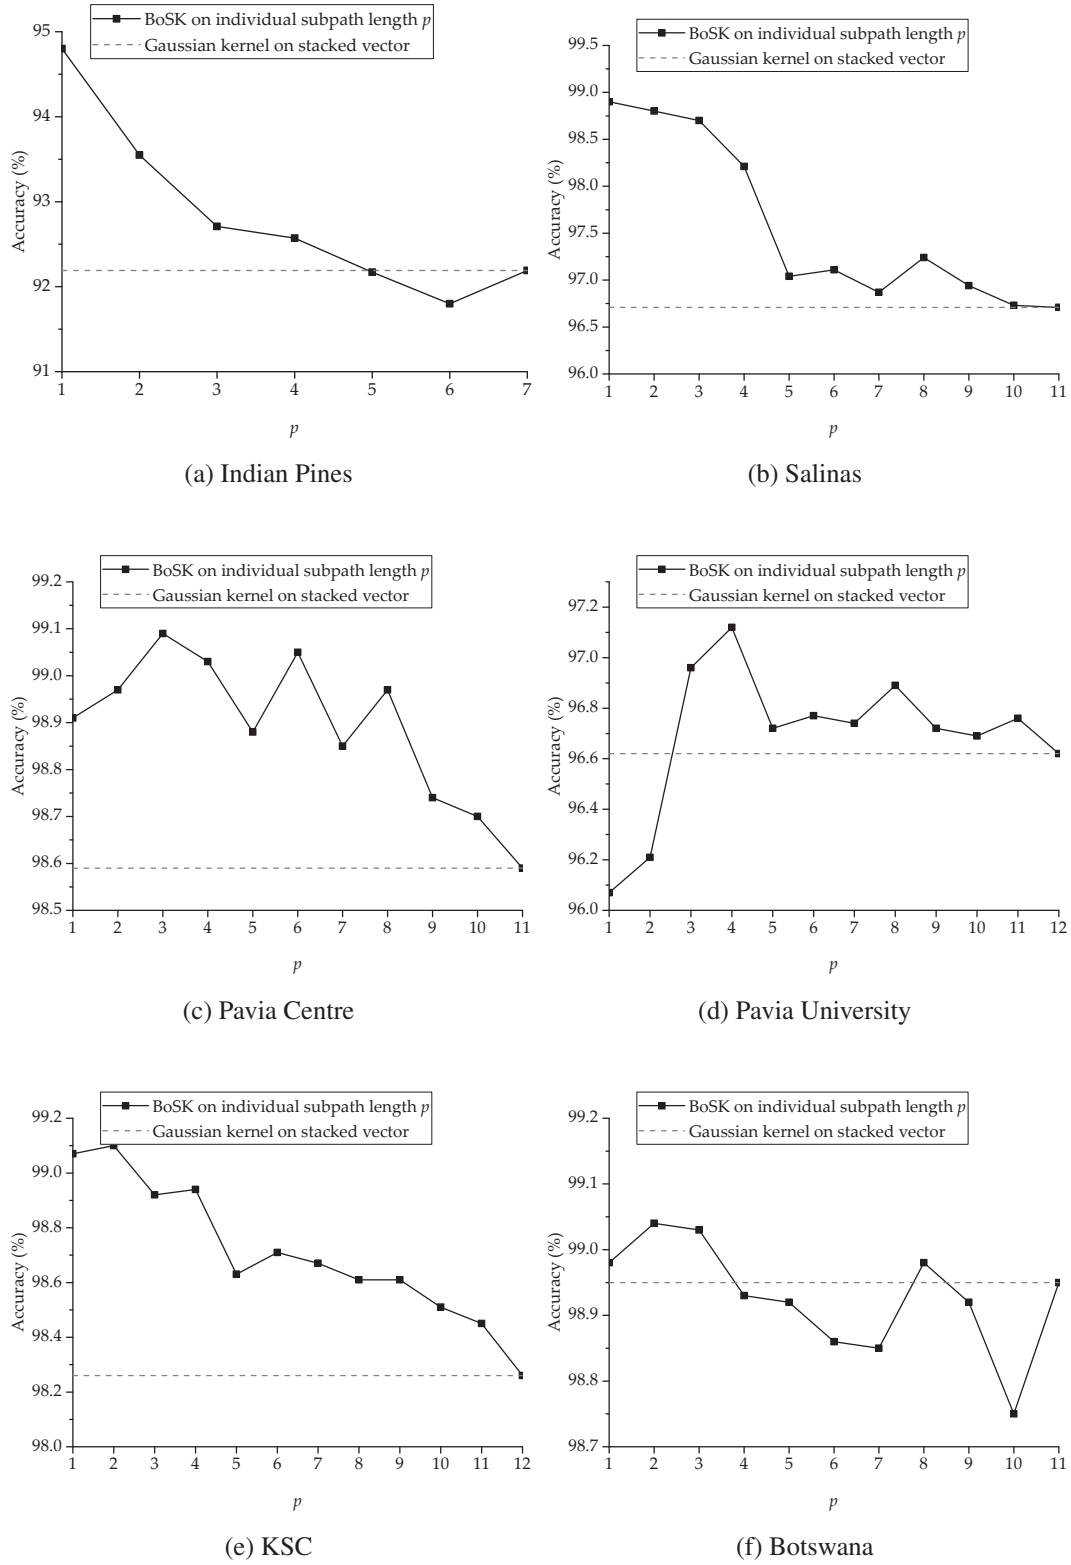 BoSK on individual subpath length p
Gaussian kernel on stacked vector
95
94
93
92
91
Accuracy (%)
1 2 3 4 5 6 7
p
(a) Indian Pines
BoSK on individual subpath length p
Gaussian kernel on stacked vector
99.5
99.0
98.5
98.0
97.5
97.0
96.5
96.0
Accuracy (%)
1 2 3 4 5 6 7 8 9 10 11
p
(b) Salinas
BoSK on individual subpath length p
Gaussian kernel on stacked vector
99.2
99.1
99.0
98.9
98.8
98.7
98.6
98.5
Accuracy (%)
1 2 3 4 5 6 7 8 9 10 11
p
(c) Pavia Centre
BoSK on individual subpath length p
Gaussian kernel on stacked vector
97.2
97.0
96.8
96.6
96.4
96.2
96.0
Accuracy (%)
1 2 3 4 5 6 7 8 9 10 11 12
p
(d) Pavia University
BoSK on individual subpath length p
Gaussian kernel on stacked vector
99.2
99.0
98.8
98.6
98.4
98.2
98.0
Accuracy (%)
1 2 3 4 5 6 7 8 9 10 11 12
p
(e) KSC
BoSK on individual subpath length p
Gaussian kernel on stacked vector
99.2
99.1
99.0
98.9
98.8
98.7
Accuracy (%)
1 2 3 4 5 6 7 8 9 10 11
p
(f) Botswana